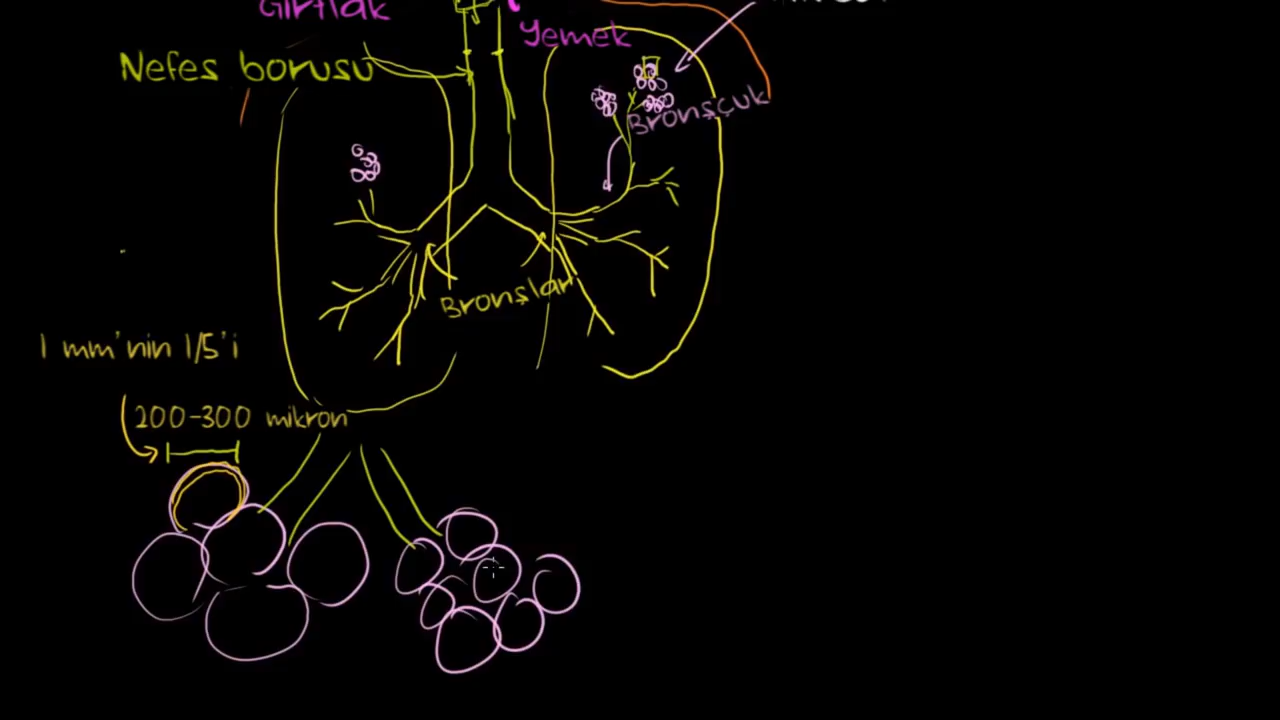 Gırtlak
Yemek
Nefes borusu
Bronşçuk
Bronşlar
1 mm'nin 1/5'i
200-300 mikron